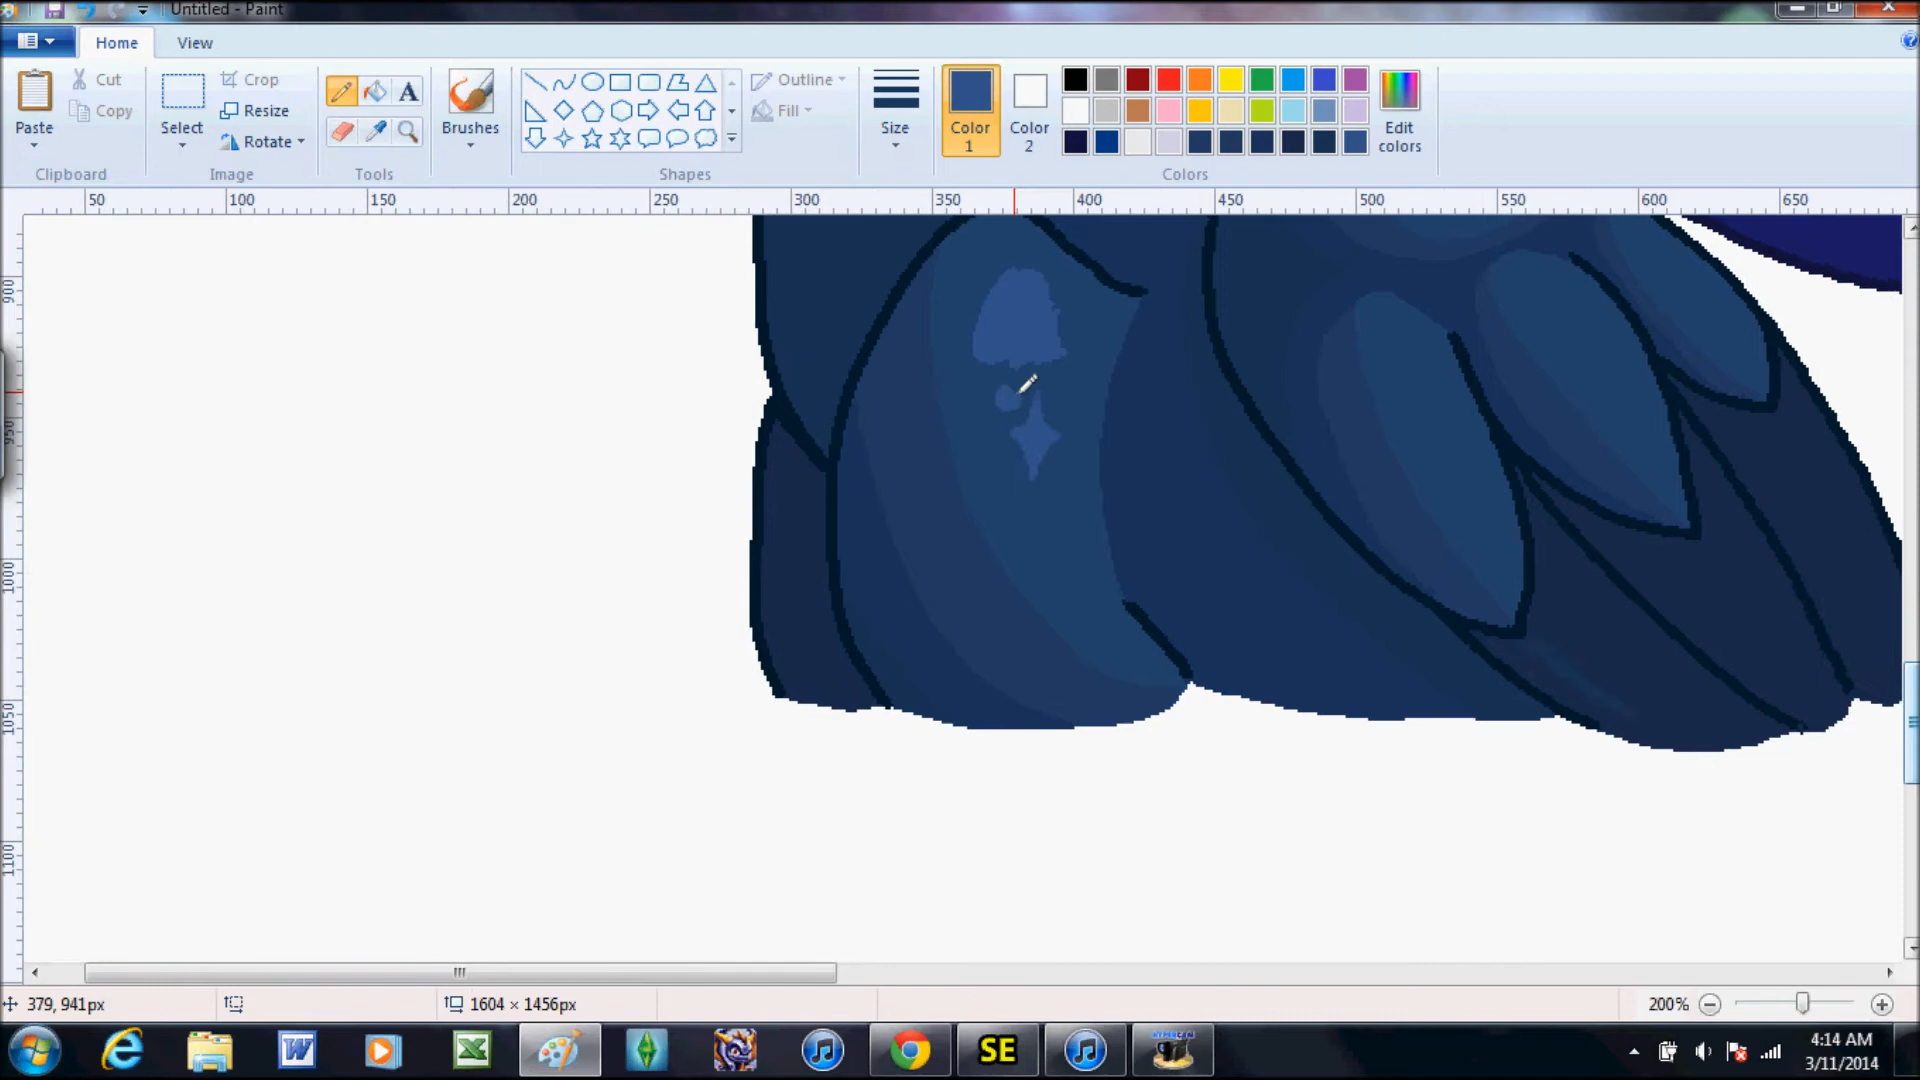 Untitled - Paint
Home View
Paste
Cut
Copy
Clipboard
Select
Crop
Resize
Rotate
Image
A
Tools
Brushes
Outline
Fill
Shapes
Size
Color 1
Color 2
Edit colors
Colors
50 100 150 200 250 300 350 400 450 500 550 600 650
900
950
1000
1050
1100
379, 941px
1604 × 1456px
200%
W
SE
4:14 AM
3/11/2014